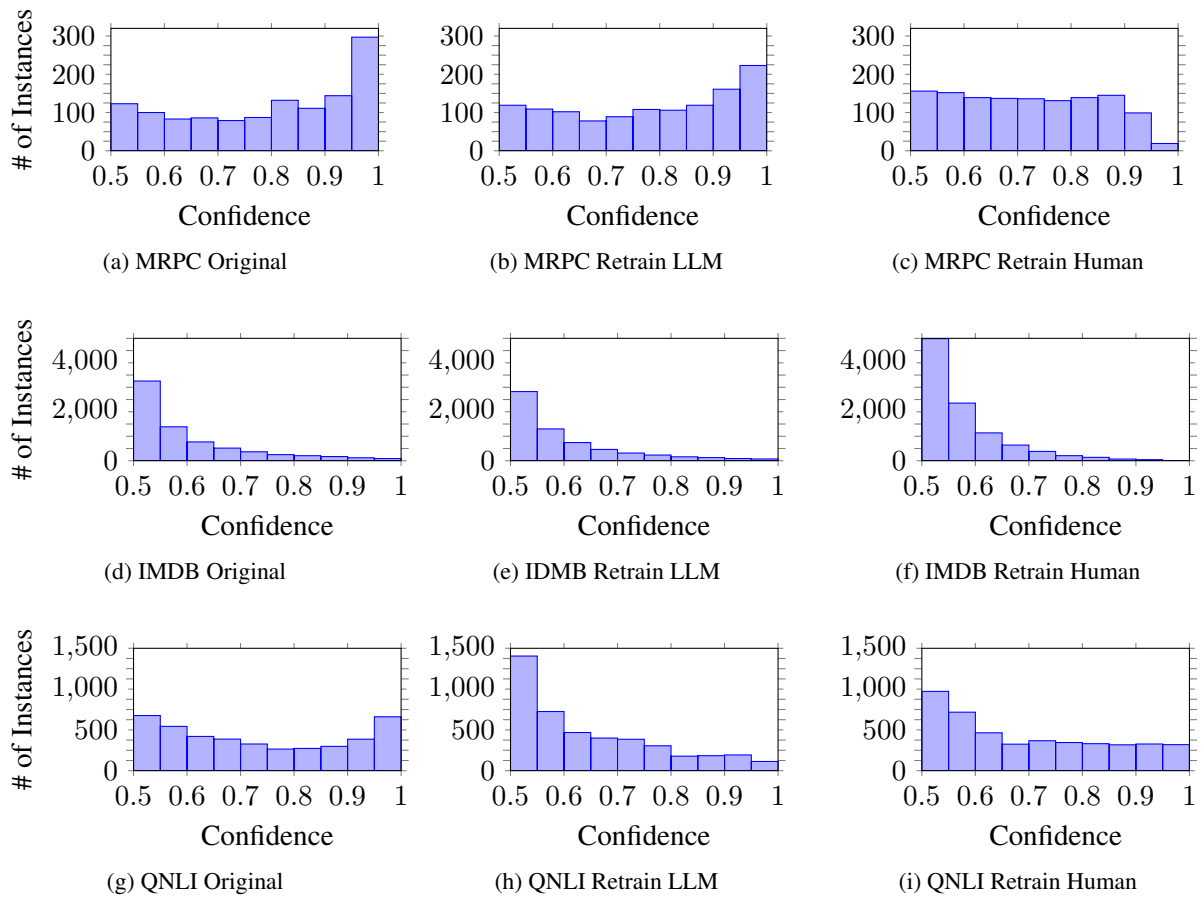 # of Instances
300
200
100
0
0.5 0.6 0.7 0.8 0.9 1
Confidence
(a) MRPC Original
300
200
100
0
0.5 0.6 0.7 0.8 0.9 1
Confidence
(b) MRPC Retrain LLM
300
200
100
0
0.5 0.6 0.7 0.8 0.9 1
Confidence
(c) MRPC Retrain Human
# of Instances
4,000
2,000
0
0.5 0.6 0.7 0.8 0.9 1
Confidence
(d) IMDB Original
4,000
2,000
0
0.5 0.6 0.7 0.8 0.9 1
Confidence
(e) IDMB Retrain LLM
4,000
2,000
0
0.5 0.6 0.7 0.8 0.9 1
Confidence
(f) IMDB Retrain Human
# of Instances
1,500
1,000
500
0
0.5 0.6 0.7 0.8 0.9 1
Confidence
(g) QNLI Original
1,500
1,000
500
0
0.5 0.6 0.7 0.8 0.9 1
Confidence
(h) QNLI Retrain LLM
1,500
1,000
500
0
0.5 0.6 0.7 0.8 0.9 1
Confidence
(i) QNLI Retrain Human